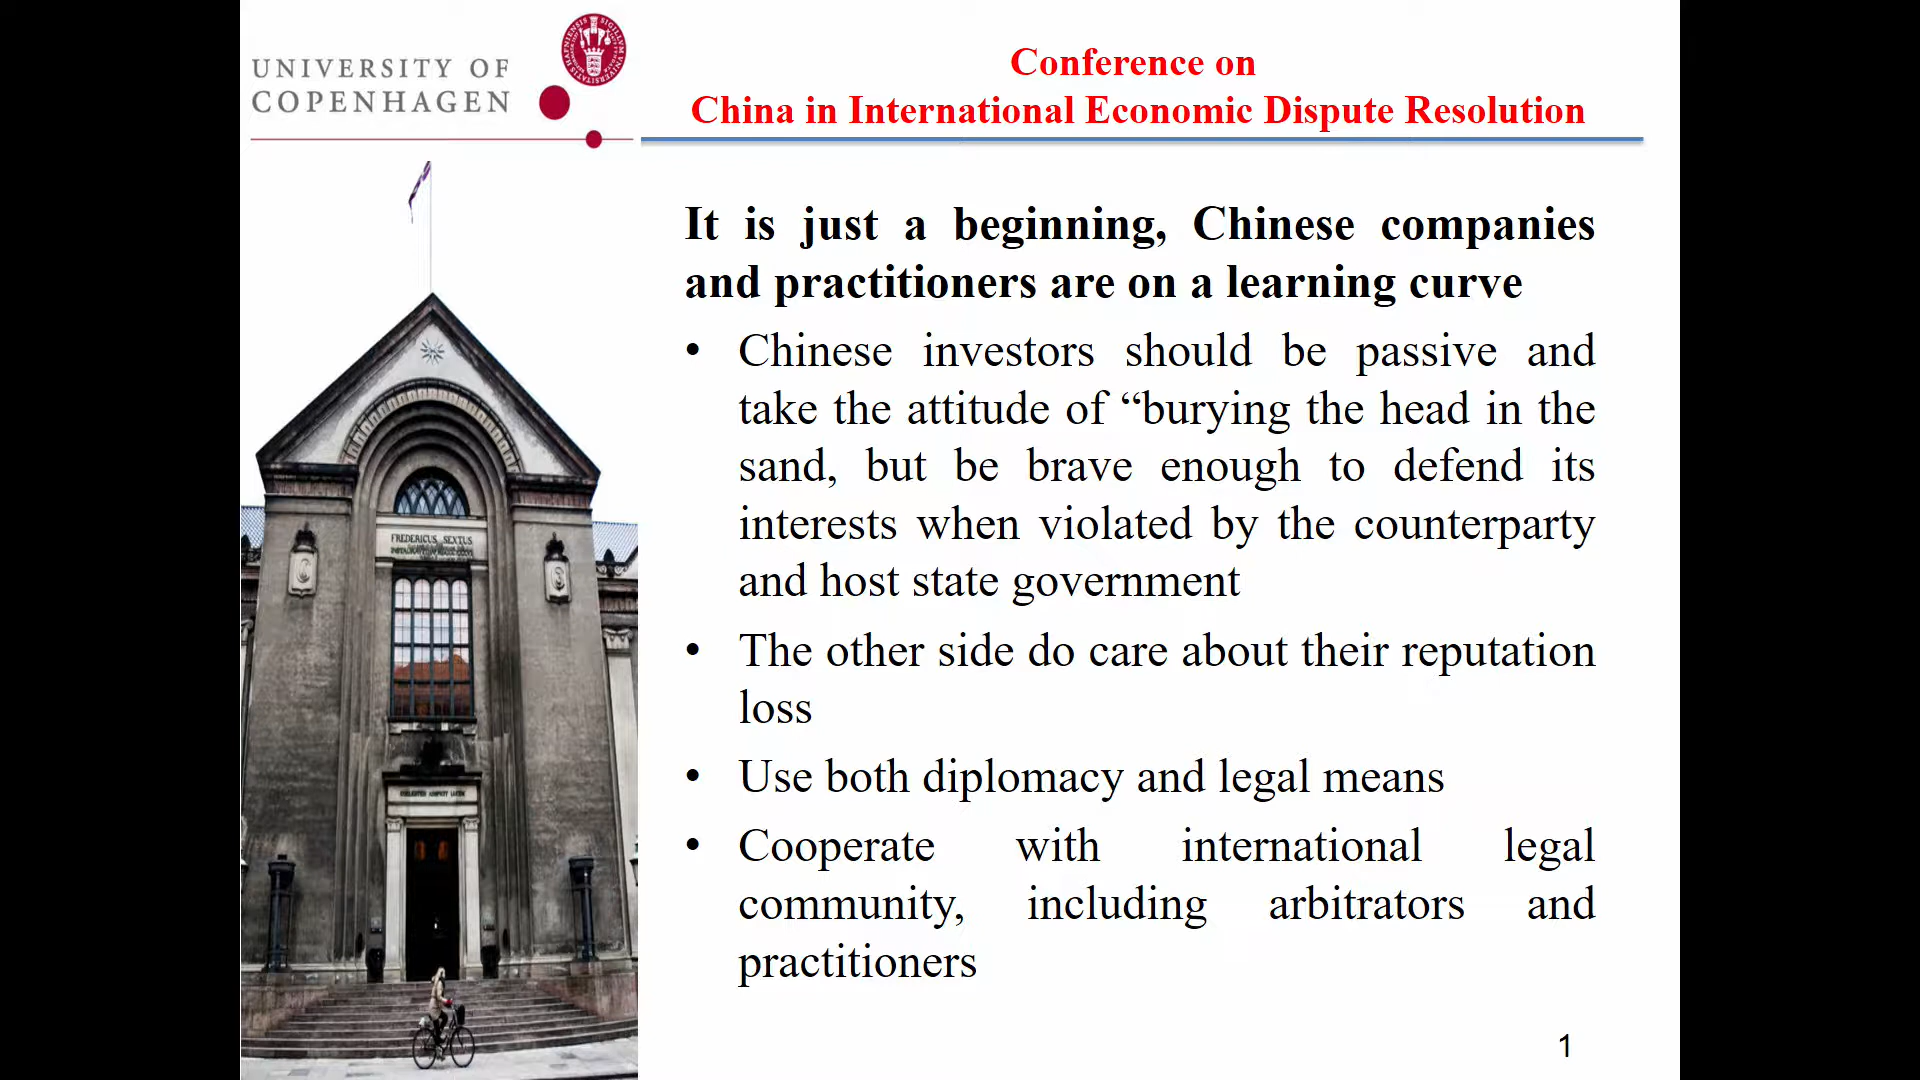 UNIVERSITY OF
COPENHAGEN
Conference on
China in International Economic Dispute Resolution
It is just a beginning, Chinese companies
and practitioners are on a learning curve
• Chinese investors should be passive and
take the attitude of “burying the head in the
sand, but be brave enough to defend its
interests when violated by the counterparty
and host state government
• The other side do care about their reputation
loss
• Use both diplomacy and legal means
• Cooperate with international legal
community, including arbitrators and
practitioners
FREDERICUS SEXTUS
1